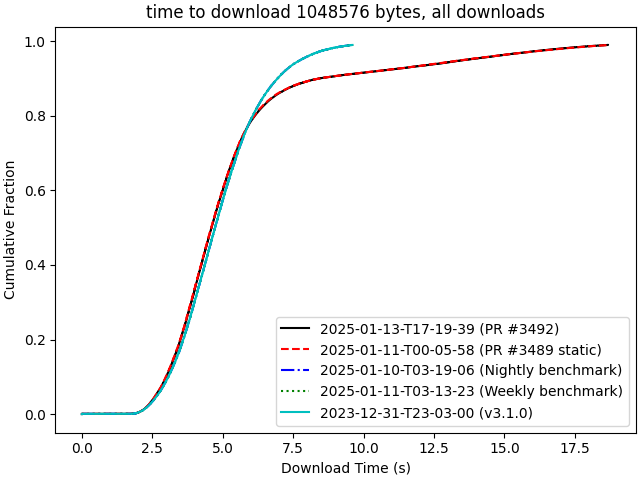 time to download 1048576 bytes, all downloads
1.0
0.8
0.6
0.4
0.2
0.0
Cumulative Fraction
2025-01-13-T17-19-39 (PR #3492)
2025-01-11-T00-05-58 (PR #3489 static)
2025-01-10-T03-19-06 (Nightly benchmark)
2025-01-11-T03-13-23 (Weekly benchmark)
2023-12-31-T23-03-00 (v3.1.0)
0.0 2.5 5.0 7.5 10.0 12.5 15.0 17.5
Download Time (s)